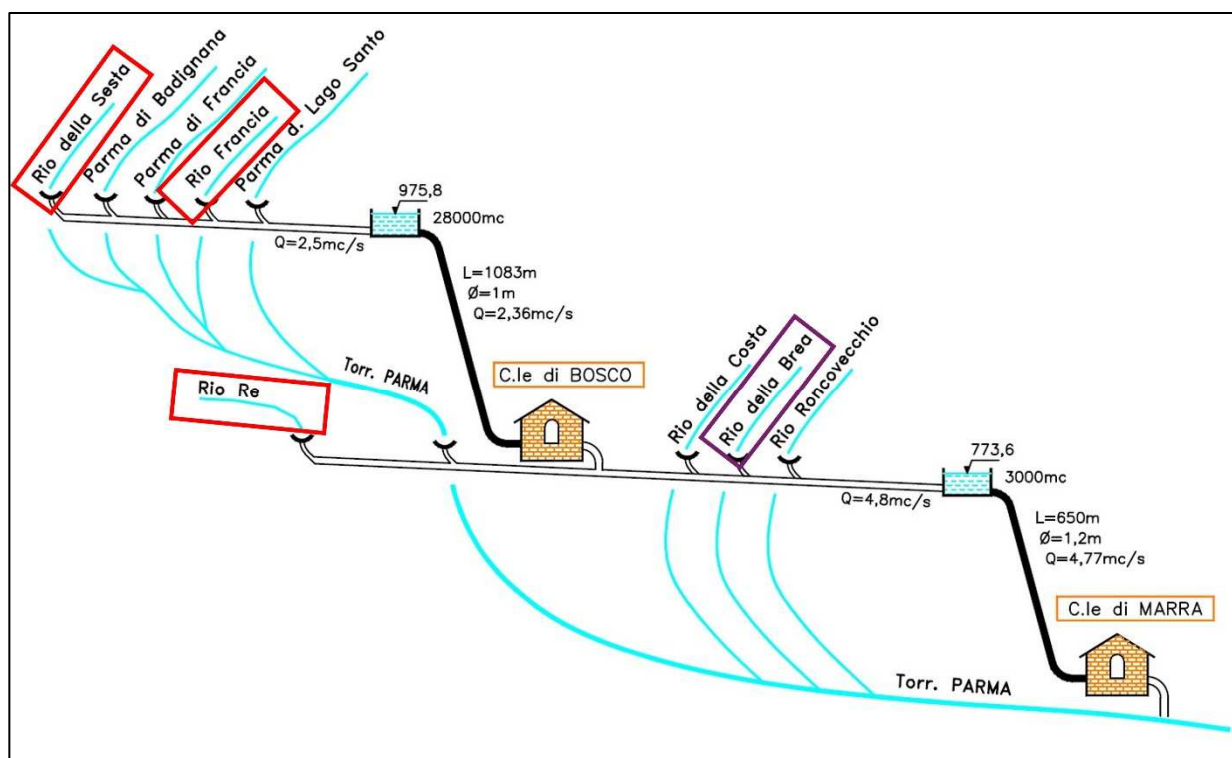 Rio della Sesta
Parma di Badignana
Parma di Francia
Rio Francia
Parma d. Lago Santo
975,8
28000mc
Q=2,5mc/s
L=1083m
Ø=1m
Q=2,36mc/s
Torr. PARMA
C.le di BOSCO
Rio Re
Rio della Costa
Rio della Brea
Rio Roncovecchio
773,6
3000mc
Q=4,8mc/s
L=650m
Ø=1,2m
Q=4,77mc/s
C.le di MARRA
Torr. PARMA